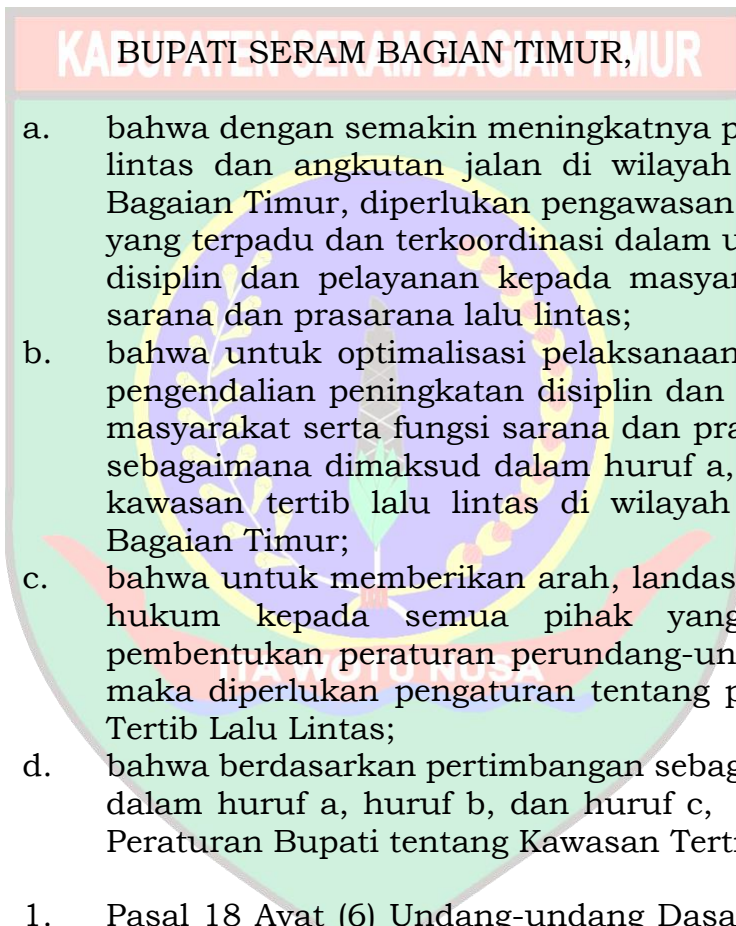 KABUPATEN SERAM BAGIAN TIMUR
BUPATI SERAM BAGIAN TIMUR,
a. bahwa dengan semakin meningkatnya p
lintas dan angkutan jalan di wilayah
Bagaian Timur, diperlukan pengawasan
yang terpadu dan terkoordinasi dalam u
disiplin dan pelayanan kepada masyar
sarana dan prasarana lalu lintas;
b. bahwa untuk optimalisasi pelaksanaan
pengendalian peningkatan disiplin dan
masyarakat serta fungsi sarana dan pra
sebagaimana dimaksud dalam huruf a,
kawasan tertib lalu lintas di wilayah
Bagaian Timur;
c. bahwa untuk memberikan arah, landas
hukum kepada semua pihak yang
pembentukan peraturan perundang-un
ITA WOTU NUSA
maka diperlukan pengaturan tentang p
Tertib Lalu Lintas;
d. bahwa berdasarkan pertimbangan sebag
dalam huruf a, huruf b, dan huruf c,
Peraturan Bupati tentang Kawasan Tert
1. Pasal 18 Ayat (6) Undang-undang Dasa